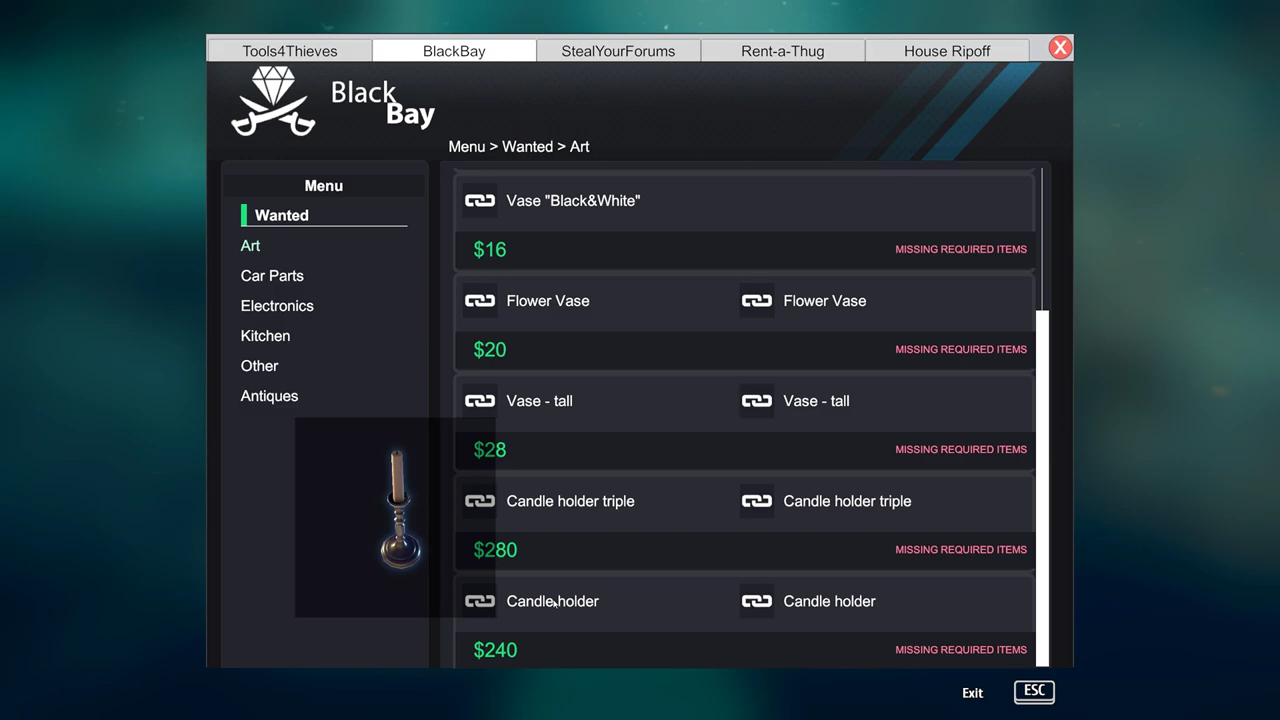 Tools4Thieves
BlackBay
StealYourForums
Rent-a-Thug
House Ripoff
X
Black
Bay
Menu > Wanted > Art
Menu
Wanted
Art
Car Parts
Electronics
Kitchen
Other
Antiques
Vase "Black&White"
$16
MISSING REQUIRED ITEMS
Flower Vase
Flower Vase
$20
MISSING REQUIRED ITEMS
Vase - tall
Vase - tall
$28
MISSING REQUIRED ITEMS
Candle holder triple
Candle holder triple
$280
MISSING REQUIRED ITEMS
Candle holder
Candle holder
$240
MISSING REQUIRED ITEMS
Exit
ESC